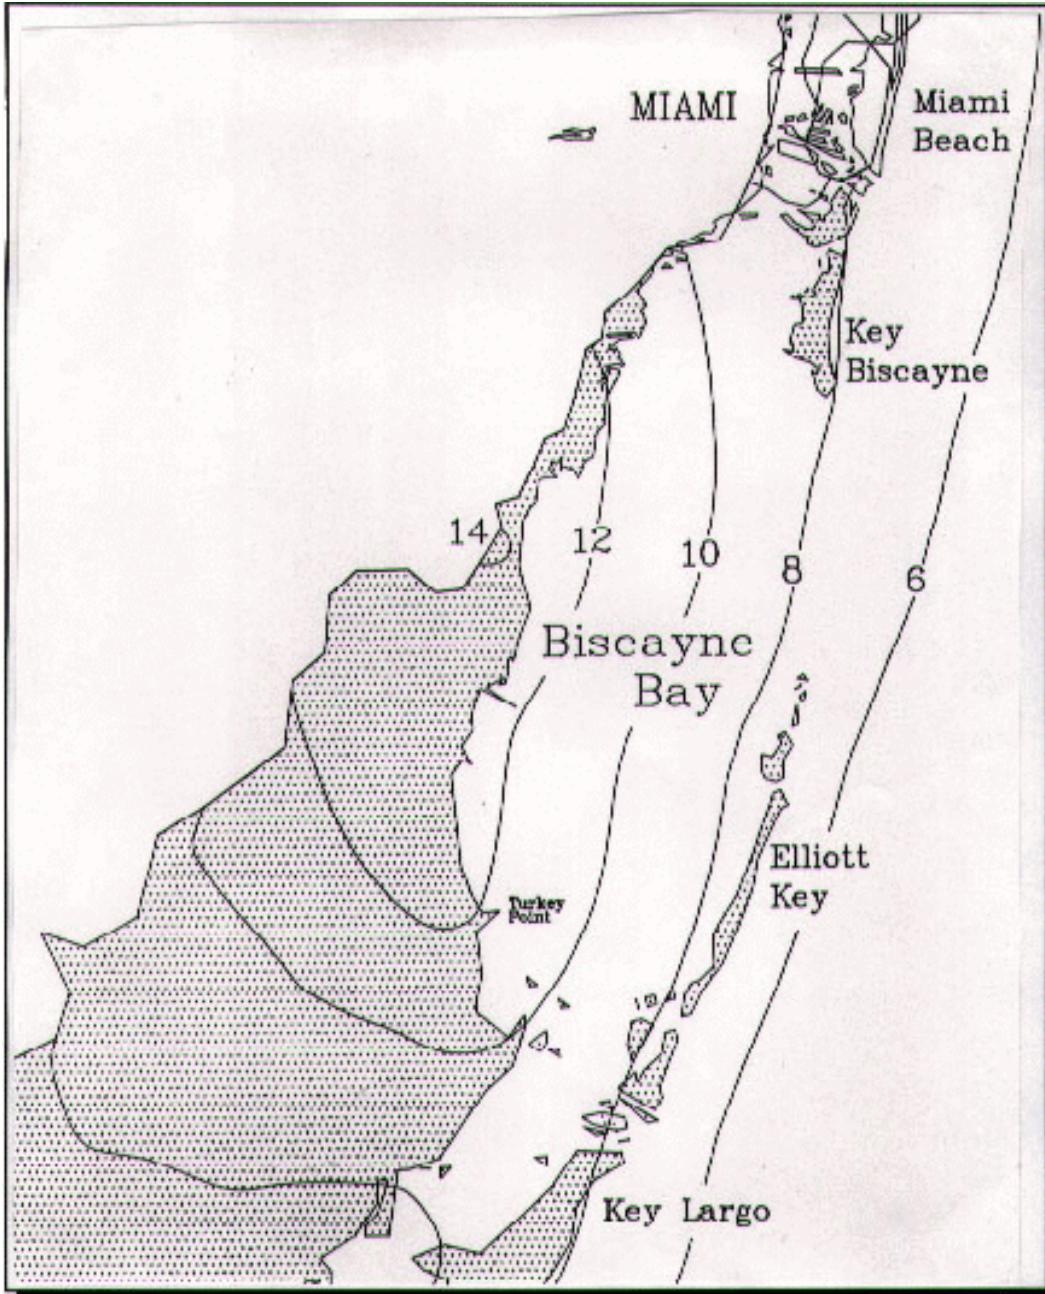 MIAMI
Miami
Beach
Key
Biscayne
14
12
10
8
6
Biscayne
Bay
Elliott
Key
Turkey
Point
Key Largo